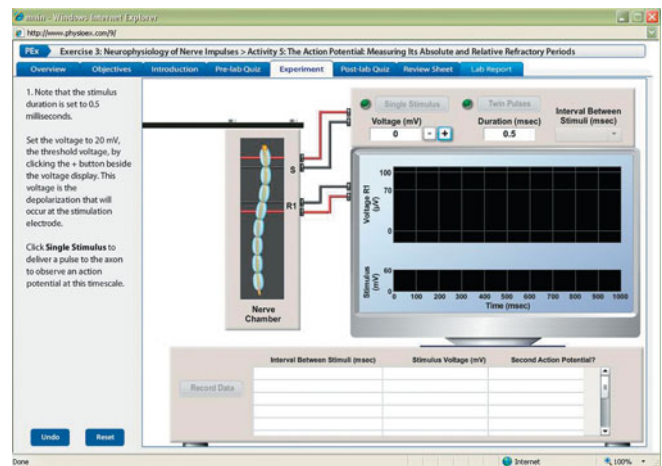 main - Windows Internet Explorer
http://www.physioex.com/9/
PEx Exercise 3: Neurophysiology of Nerve Impulses > Activity 5: The Action Potential: Measuring Its Absolute and Relative Refractory Periods
Overview Objectives Introduction Pre-lab Quiz Experiment Post-lab Quiz Review Sheet Lab Report
1. Note that the stimulus
duration is set to 0.5
milliseconds.
Set the voltage to 20 mV,
the threshold voltage, by
clicking the + button beside
the voltage display. This
voltage is the
depolarization that will
occur at the stimulation
electrode.
Click Single Stimulus to
deliver a pulse to the axon
to observe an action
potential at this timescale.
Undo Reset
S
R1
Nerve
Chamber
Single Stimulus Twin Pulses
Voltage (mV) Duration (msec) Interval Between
Stimuli (msec)
0 - + 0.5
Voltage R1
(µV)
100
70
0
Stimulus
(mV)
60
0
0 100 200 300 400 500 600 700 800 900 1000
Time (msec)
Interval Between Stimuli (msec) Stimulus Voltage (mV) Second Action Potential?
Record Data
Done Internet 100%